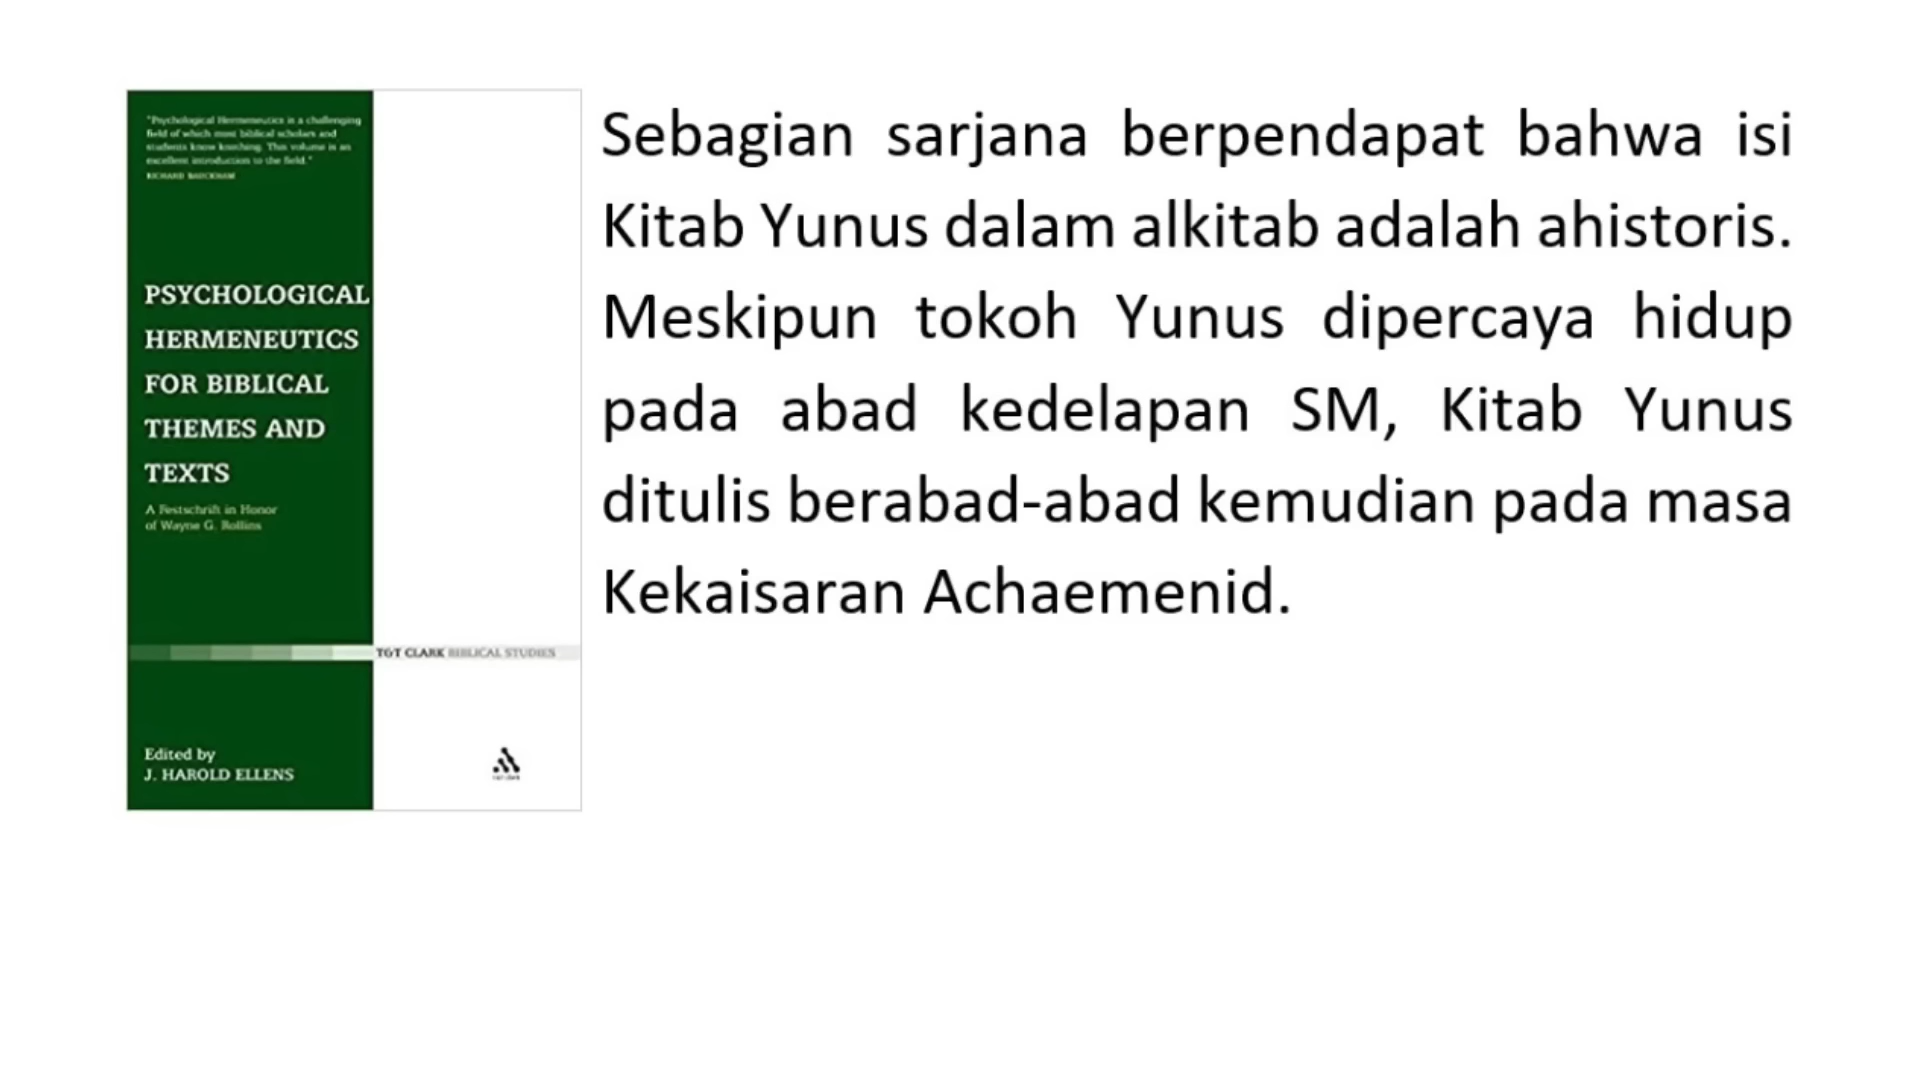 "Psychological Hermeneutics is a challenging
field of which most biblical scholars and
students know knothing. This volume is an
excellent introduction to the field."
RICHARD BAUCKHAM
PSYCHOLOGICAL
HERMENEUTICS
FOR BIBLICAL
THEMES AND
TEXTS
A Festschrift in Honor
of Wayne G. Rollins
T&T CLARK BIBLICAL STUDIES
Edited by
J. HAROLD ELLENS
Sebagian sarjana berpendapat bahwa isi
Kitab Yunus dalam alkitab adalah ahistoris.
Meskipun tokoh Yunus dipercaya hidup
pada abad kedelapan SM, Kitab Yunus
ditulis berabad-abad kemudian pada masa
Kekaisaran Achaemenid.